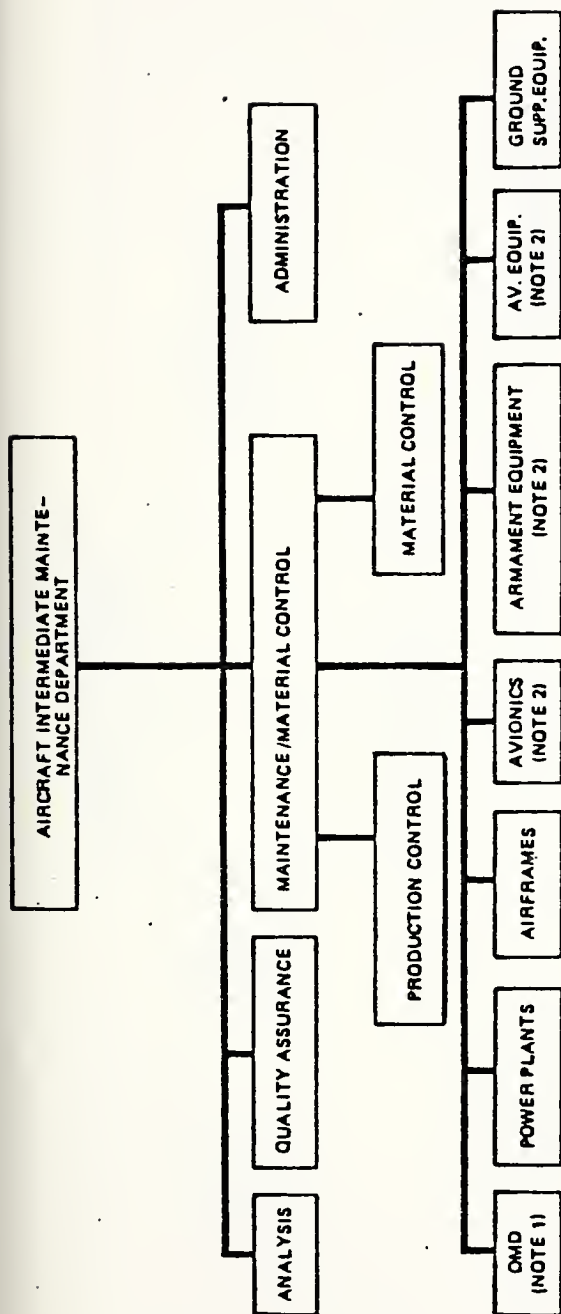 AIRCRAFT INTERMEDIATE MAINTE-
NANCE DEPARTMENT
ANALYSIS
QUALITY ASSURANCE
MAINTENANCE/MATERIAL CONTROL
ADMINISTRATION
PRODUCTION CONTROL
MATERIAL CONTROL
OMD
(NOTE 1)
POWER PLANTS
AIRFRAMES
AVIONICS
(NOTE 2)
ARMAMENT EQUIPMENT
(NOTE 2)
AV. EQUIP.
(NOTE 2)
GROUND
SUPP. EQUIP.